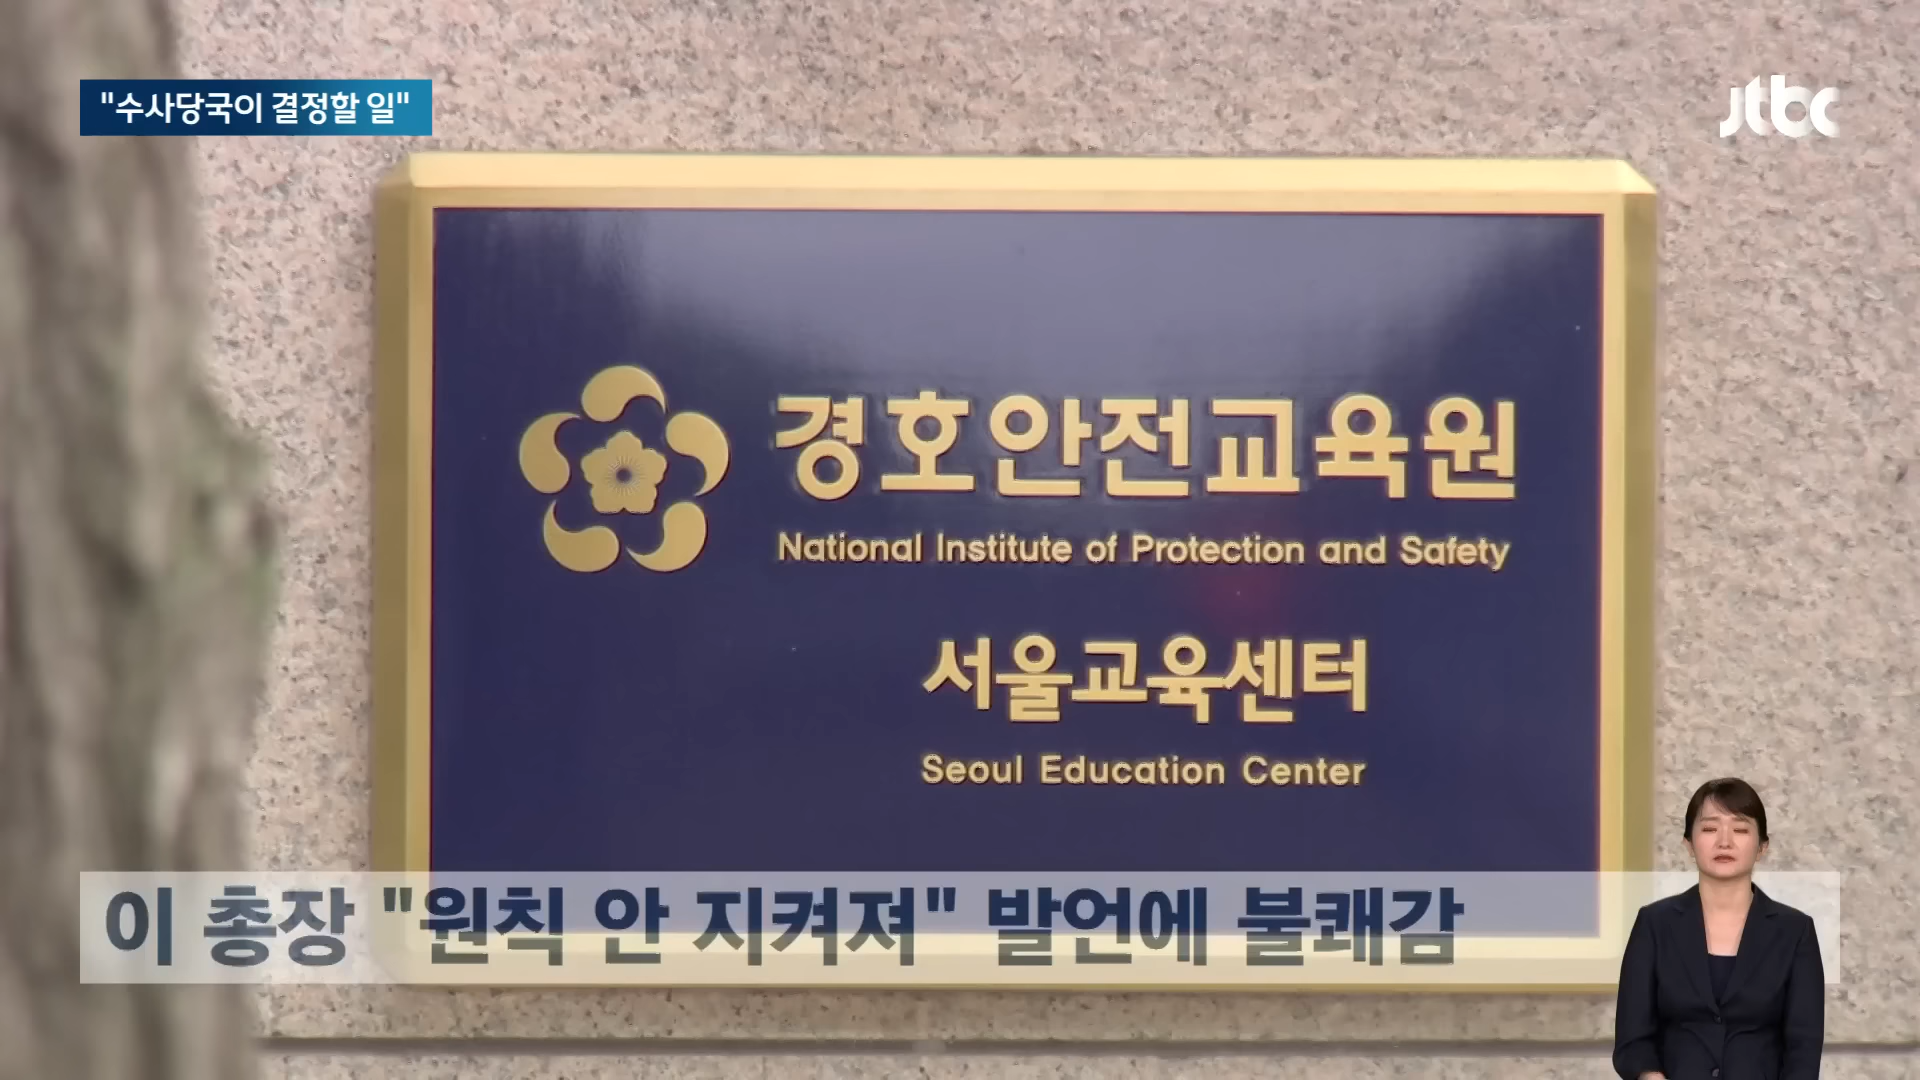 "수사당국이 결정할 일"
jtbc
경호안전교육원
National Institute of Protection and Safety
서울교육센터
Seoul Education Center
이 총장 "원칙 안 지켜져" 발언에 불쾌감